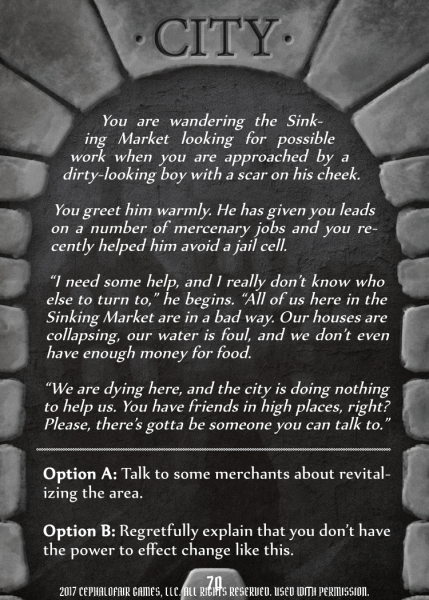 · CITY ·
You are wandering the Sink-
ing Market looking for possible
work when you are approached by a
dirty-looking boy with a scar on his cheek.
You greet him warmly. He has given you leads
on a number of mercenary jobs and you re-
cently helped him avoid a jail cell.
“I need some help, and I really don’t know who
else to turn to,” he begins. “All of us here in the
Sinking Market are in a bad way. Our houses are
collapsing, our water is foul, and we don’t even
have enough money for food.
“We are dying here, and the city is doing nothing
to help us. You have friends in high places, right?
Please, there’s gotta be someone you can talk to.”
Option A: Talk to some merchants about revital-
izing the area.
Option B: Regretfully explain that you don’t have
the power to effect change like this.
70
2017 CEPHALOFAIR GAMES, LLC. ALL RIGHTS RESERVED. USED WITH PERMISSION.